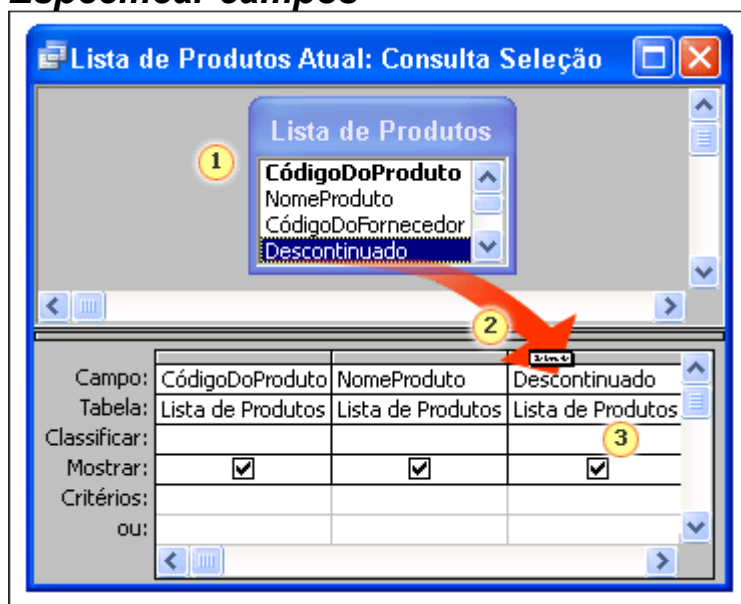 Especificar campos
Lista de Produtos Atual: Consulta Seleção
Lista de Produtos
1
CódigoDoProduto
NomeProduto
CódigoDoFornecedor
Descontinuado
2
Campo: CódigoDoProduto NomeProduto Descontinuado
Tabela: Lista de Produtos Lista de Produtos Lista de Produtos
Classificar: 3
Mostrar:
Critérios:
ou: